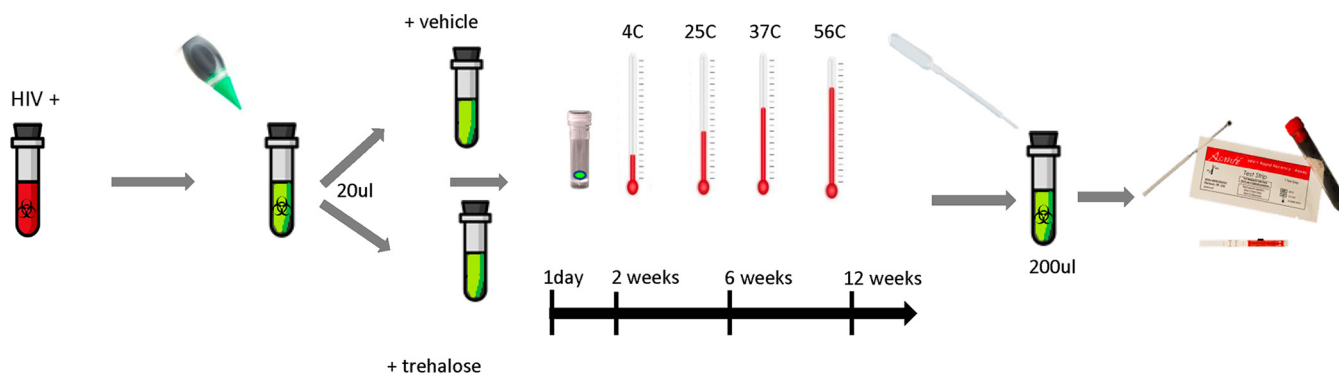 + vehicle
4C 25C 37C 56C
HIV +
20ul
Test Strip
200ul
1day 2 weeks 6 weeks 12 weeks
+ trehalose